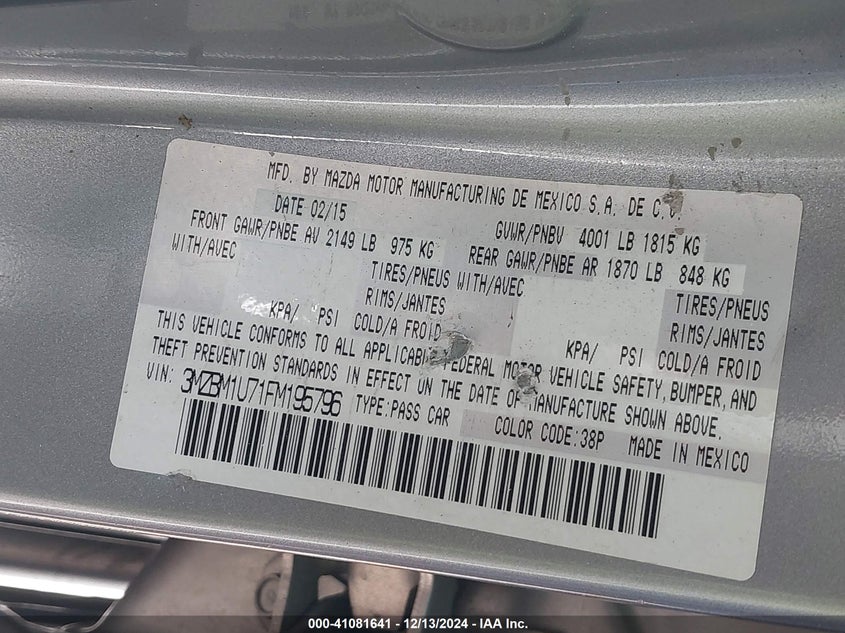 MFD. BY MAZDA MOTOR MANUFACTURING DE MEXICO S.A. DE C.V.
DATE 02/15
GVWR/PNBV 4001 LB 1815 KG
FRONT GAWR/PNBE AV 2149 LB 975 KG
REAR GAWR/PNBE AR 1870 LB 848 KG
WITH/AVEC
TIRES/PNEUS WITH/AVEC
TIRES/PNEUS
RIMS/JANTES
RIMS/JANTES
KPA/ PSI COLD/A FROID
KPA/ PSI COLD/A FROID
THIS VEHICLE CONFORMS TO ALL FEDERAL MOTOR VEHICLE SAFETY, BUMPER, AND
THEFT PREVENTION STANDARDS IN EFFECT ON THE DATE OF MANUFACTURE SHOWN ABOVE.
VIN: 3MZBM1U71FM195796 TYPE:PASS CAR
COLOR CODE:38P MADE IN MEXICO
000-41081641 - 12/13/2024 - IAA Inc.